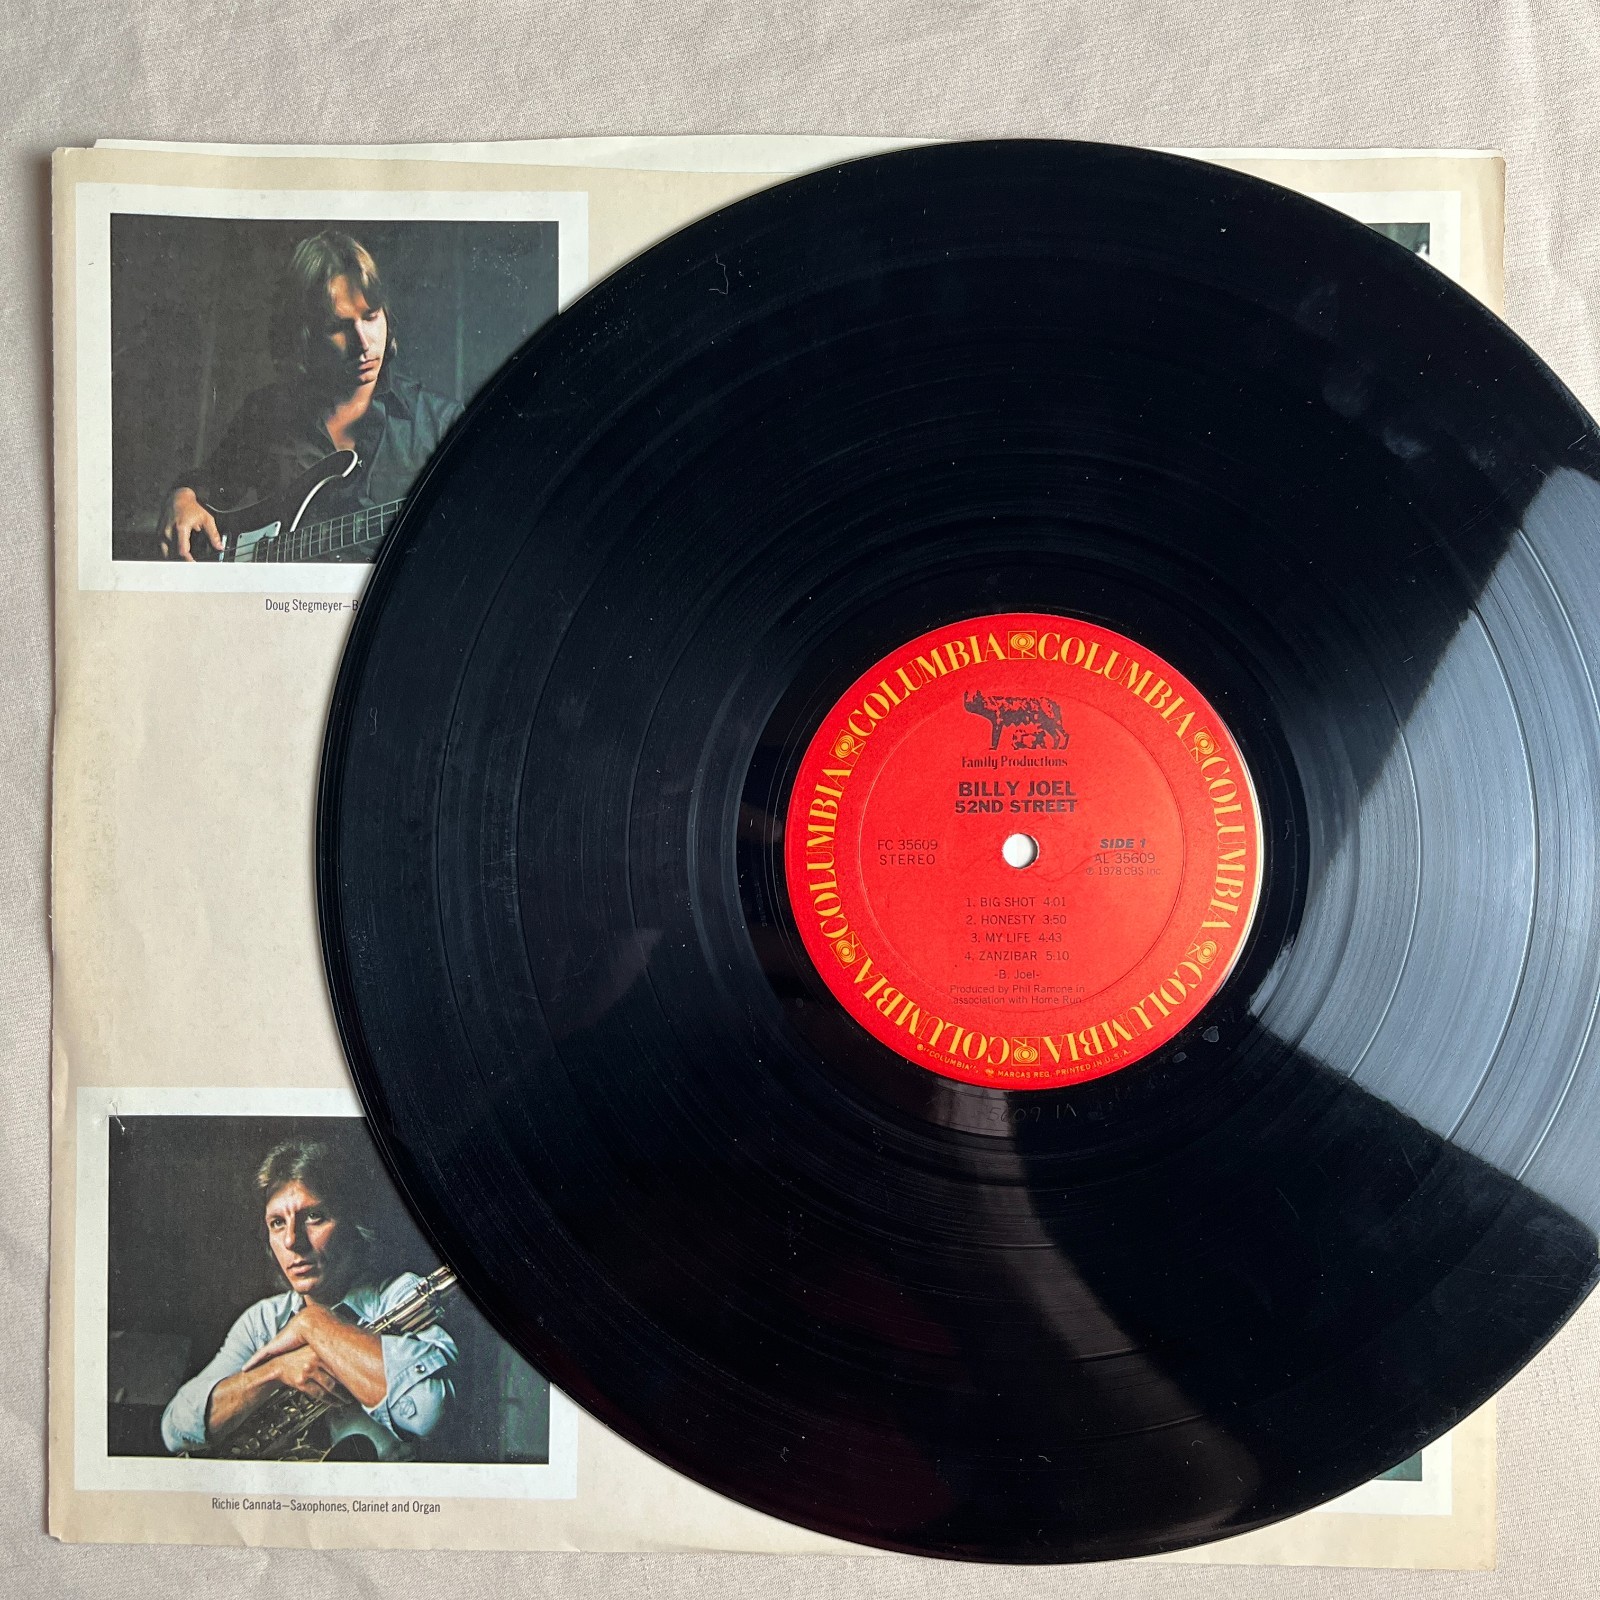 Doug Stegmeyer—B
COLUMBIA COLUMBIA COLUMBIA COLUMBIA COLUMBIA COLUMBIA COLUMBIA COLUMBIA
Family Productions
BILLY JOEL
52ND STREET
FC 35609
STEREO
SIDE 1
AL 35609
℗ 1978 CBS Inc.
1. BIG SHOT 4:01
2. HONESTY 3:50
3. MY LIFE 4:43
4. ZANZIBAR 5:10
-B. Joel-
Produced by Phil Ramone in
association with Home Run
"COLUMBIA", MARCAS REG. PRINTED IN U.S.A.
Richie Cannata—Saxophones, Clarinet and Organ